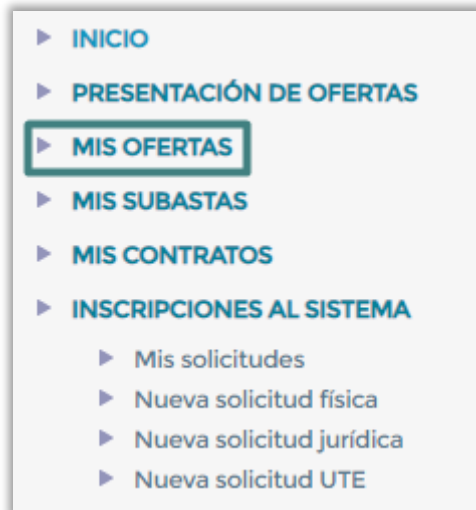 INICIO
PRESENTACIÓN DE OFERTAS
MIS OFERTAS
MIS SUBASTAS
MIS CONTRATOS
INSCRIPCIONES AL SISTEMA
Mis solicitudes
Nueva solicitud física
Nueva solicitud jurídica
Nueva solicitud UTE